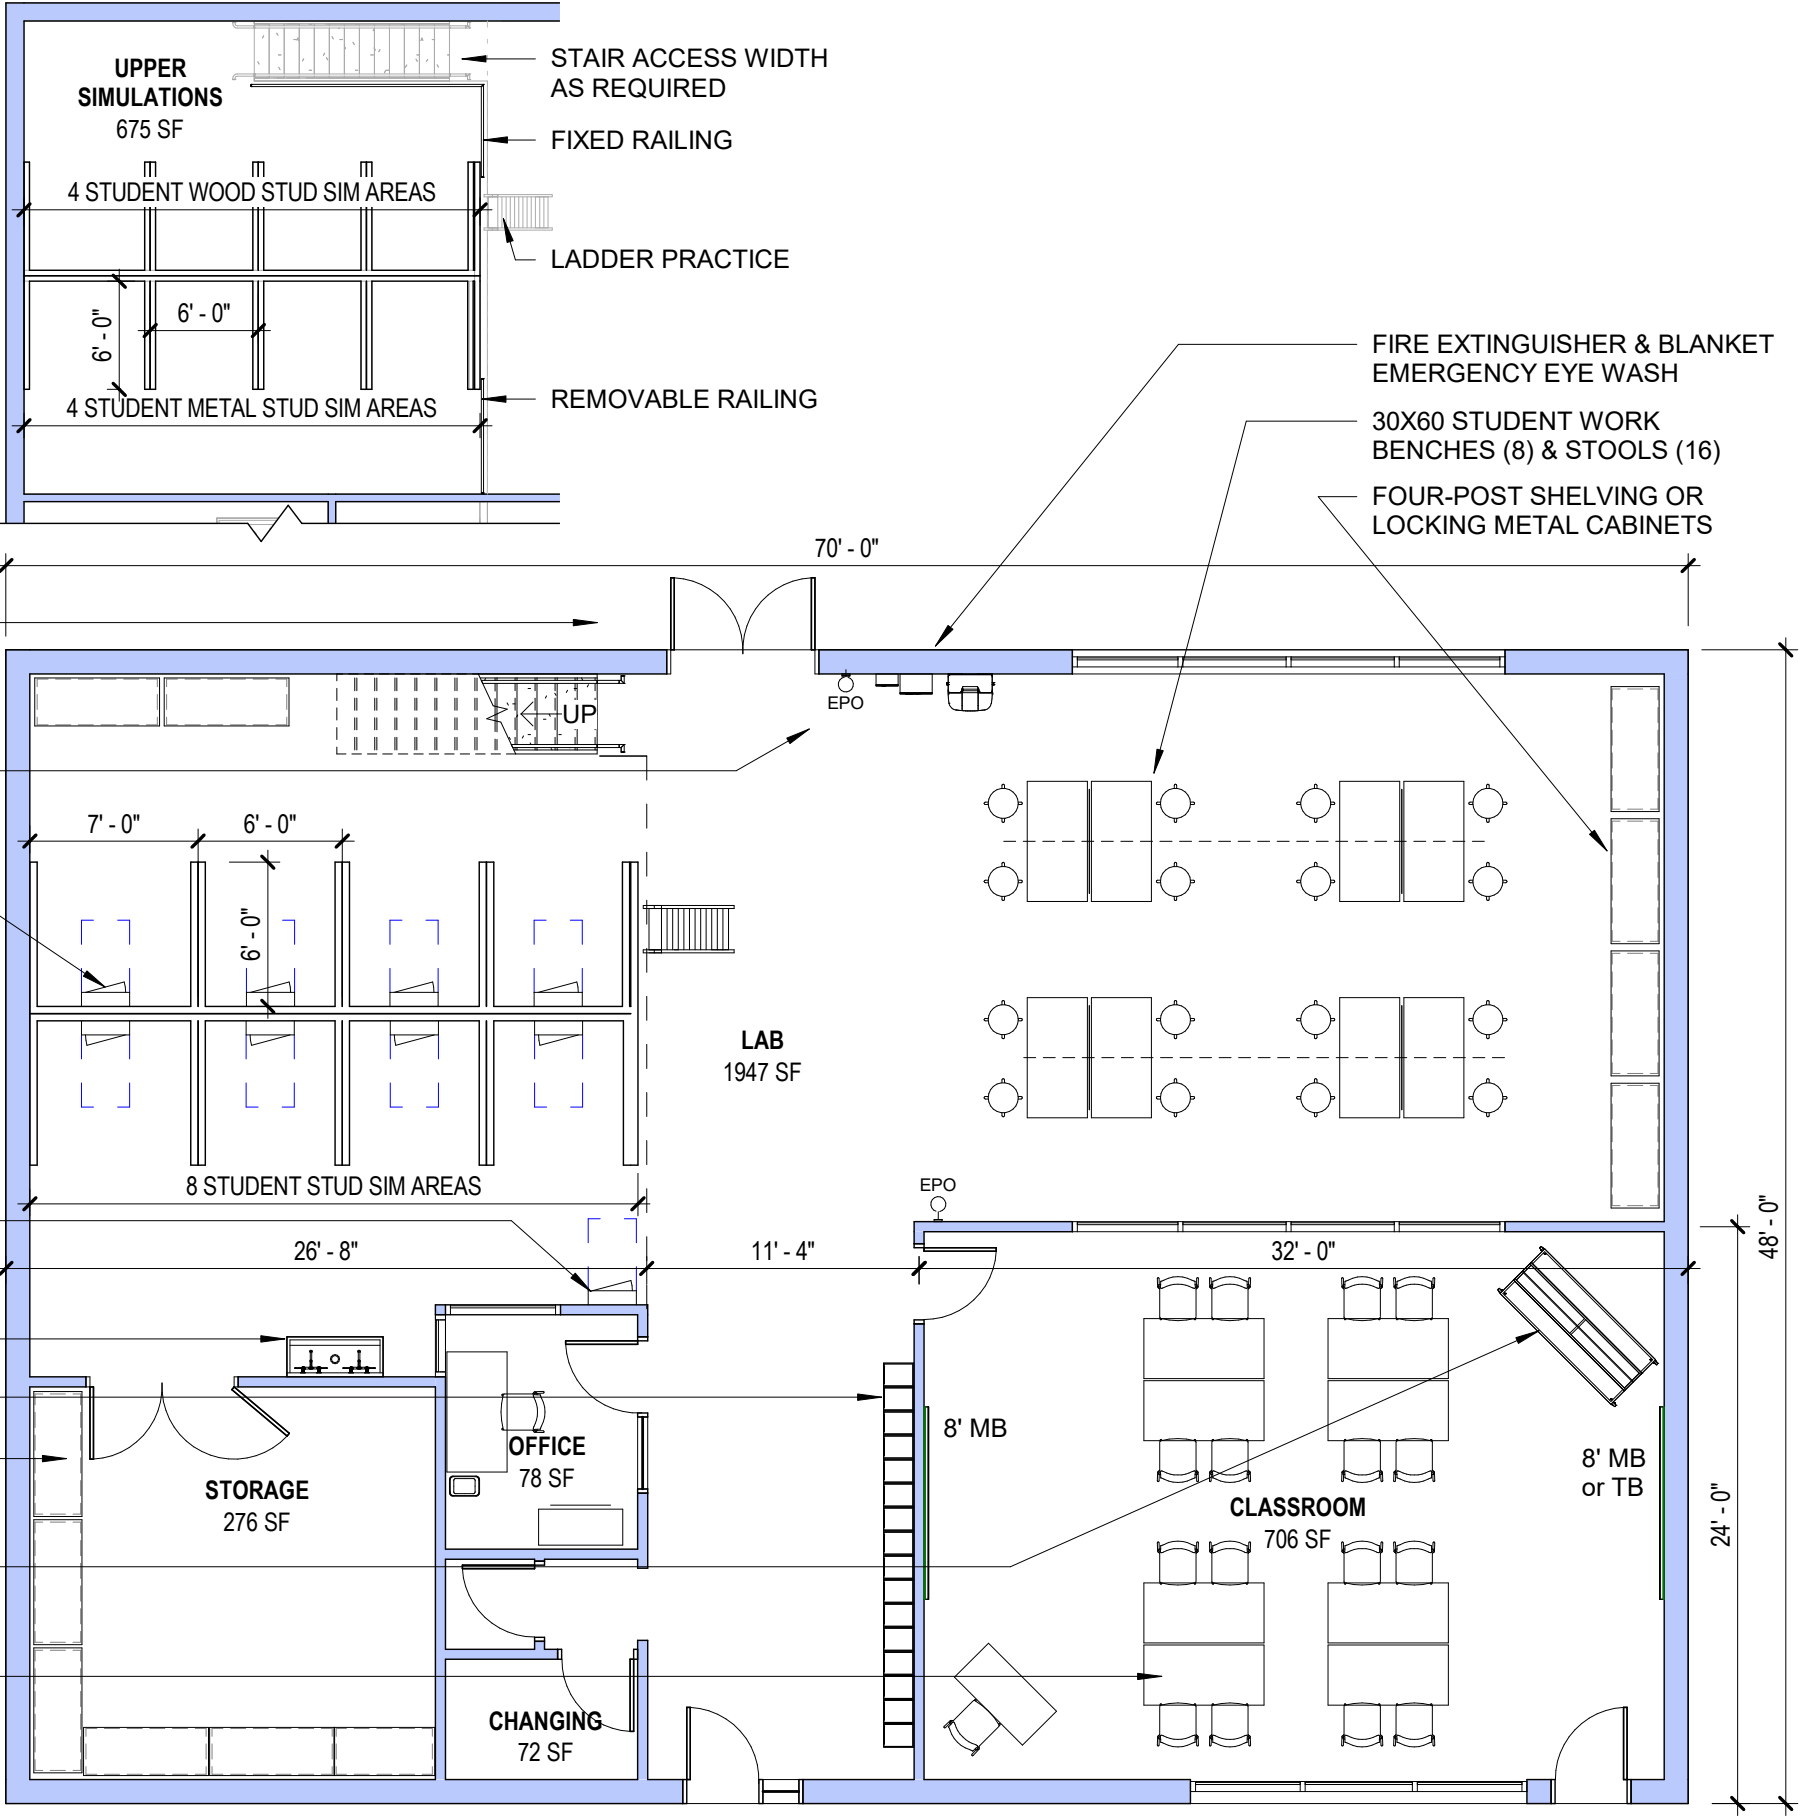 UPPER
SIMULATIONS
675 SF
STAIR ACCESS WIDTH
AS REQUIRED
FIXED RAILING
4 STUDENT WOOD STUD SIM AREAS
LADDER PRACTICE
6' - 0"
6' - 0"
4 STUDENT METAL STUD SIM AREAS
REMOVABLE RAILING
FIRE EXTINGUISHER & BLANKET
EMERGENCY EYE WASH
30X60 STUDENT WORK
BENCHES (8) & STOOLS (16)
FOUR-POST SHELVING OR
LOCKING METAL CABINETS
70' - 0"
UP
EPO
7' - 0"
6' - 0"
6' - 0"
LAB
1947 SF
8 STUDENT STUD SIM AREAS
EPO
26' - 8"
11' - 4"
32' - 0"
48' - 0"
24' - 0"
8' MB
8' MB
or TB
OFFICE
78 SF
STORAGE
276 SF
CLASSROOM
706 SF
CHANGING
72 SF